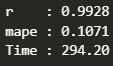 r    : 0.9928
mape : 0.1071
Time : 294.20